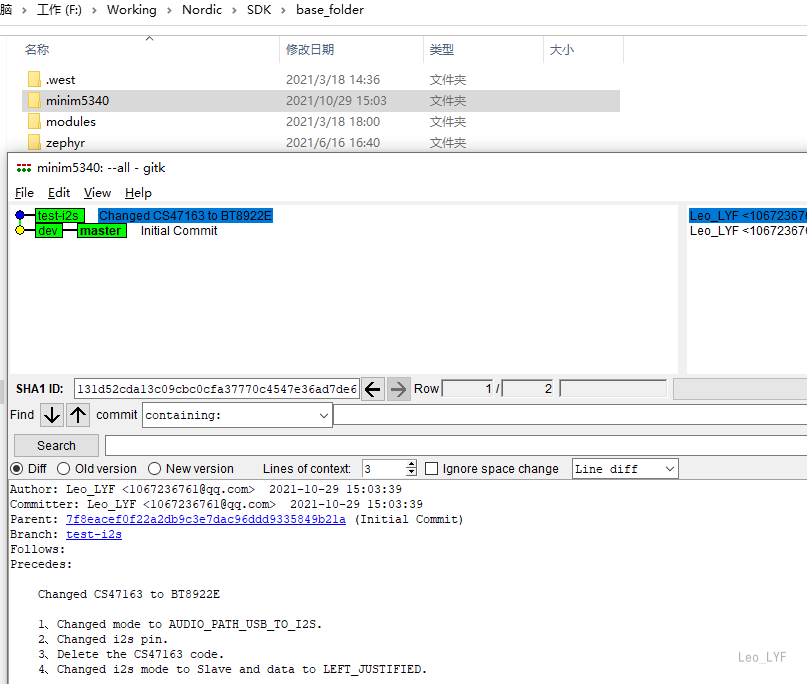 脑 › 工作 (F:) › Working › Nordic › SDK › base_folder
名称 修改日期 类型 大小
.west 2021/3/18 14:36 文件夹
minim5340 2021/10/29 15:03 文件夹
modules 2021/3/18 18:00 文件夹
zephyr 2021/6/16 16:40 文件夹
minim5340: --all - gitk
File Edit View Help
test-i2s Changed CS47163 to BT8922E Leo_LYF <106723676
dev master Initial Commit Leo_LYF <106723676
SHA1 ID: 131d52cda13c09cbc0cfa37770c4547e36ad7de6 Row 1 / 2
Find commit containing:
Search
Diff Old version New version Lines of context: 3 Ignore space change Line diff
Author: Leo_LYF <1067236761@qq.com> 2021-10-29 15:03:39
Committer: Leo_LYF <1067236761@qq.com> 2021-10-29 15:03:39
Parent: 7f8eacef0f22a2db9c3e7dac96ddd9335849b21a (Initial Commit)
Branch: test-i2s
Follows:
Precedes:
Changed CS47163 to BT8922E
1、Changed mode to AUDIO_PATH_USB_TO_I2S.
2、Changed i2s pin.
3、Delete the CS47163 code.
4、Changed i2s mode to Slave and data to LEFT_JUSTIFIED.
Leo_LYF